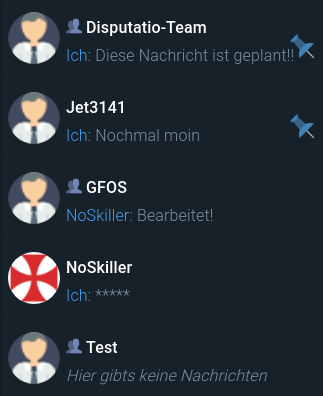 Disputatio-Team
Ich: Diese Nachricht ist geplant!!
Jet3141
Ich: Nochmal moin
GFOS
NoSkiller: Bearbeitet!
NoSkiller
Ich: *****
Test
Hier gibts keine Nachrichten